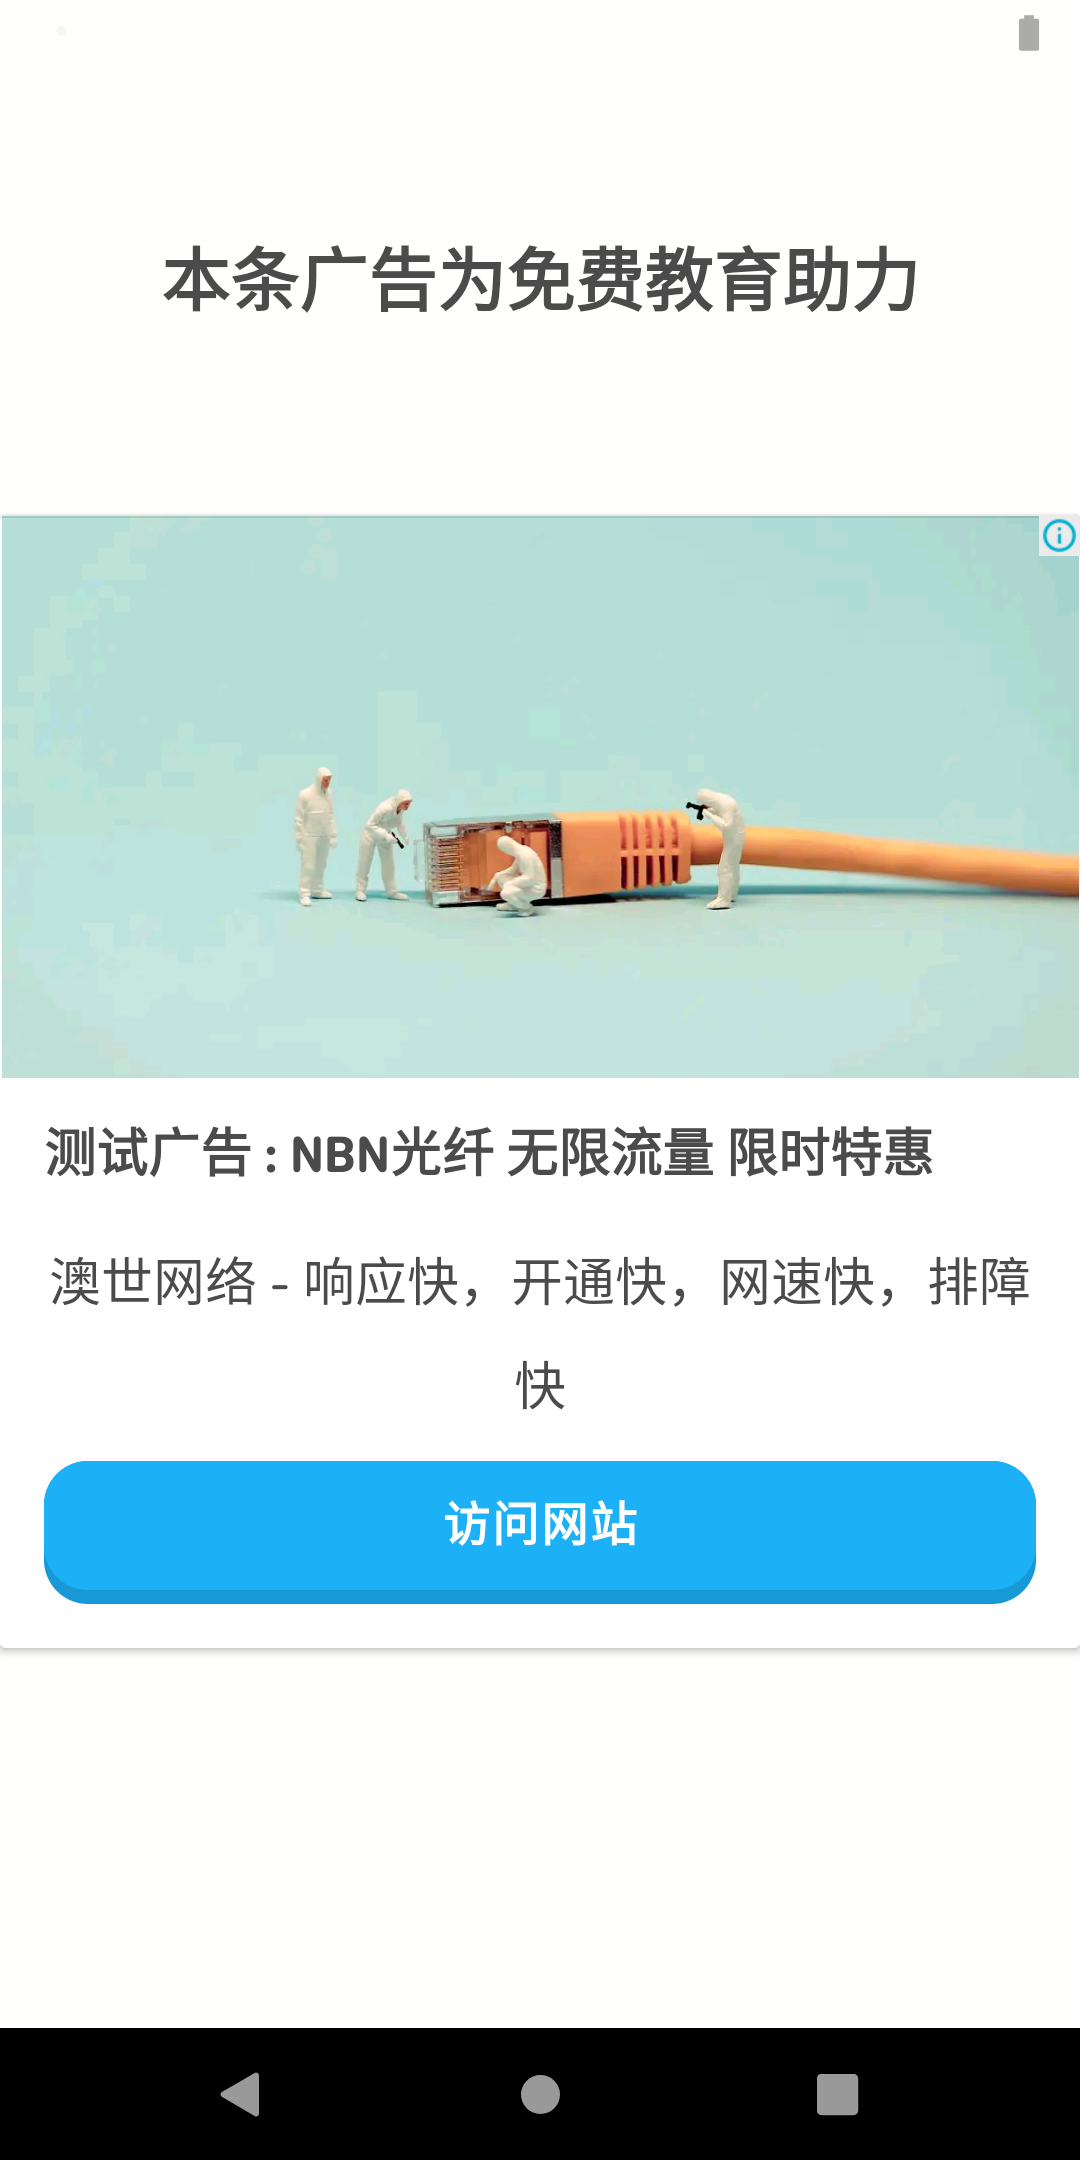 本条广告为免费教育助力
测试广告 : NBN光纤 无限流量 限时特惠
澳世网络 - 响应快，开通快，网速快，排障
快
访问网站